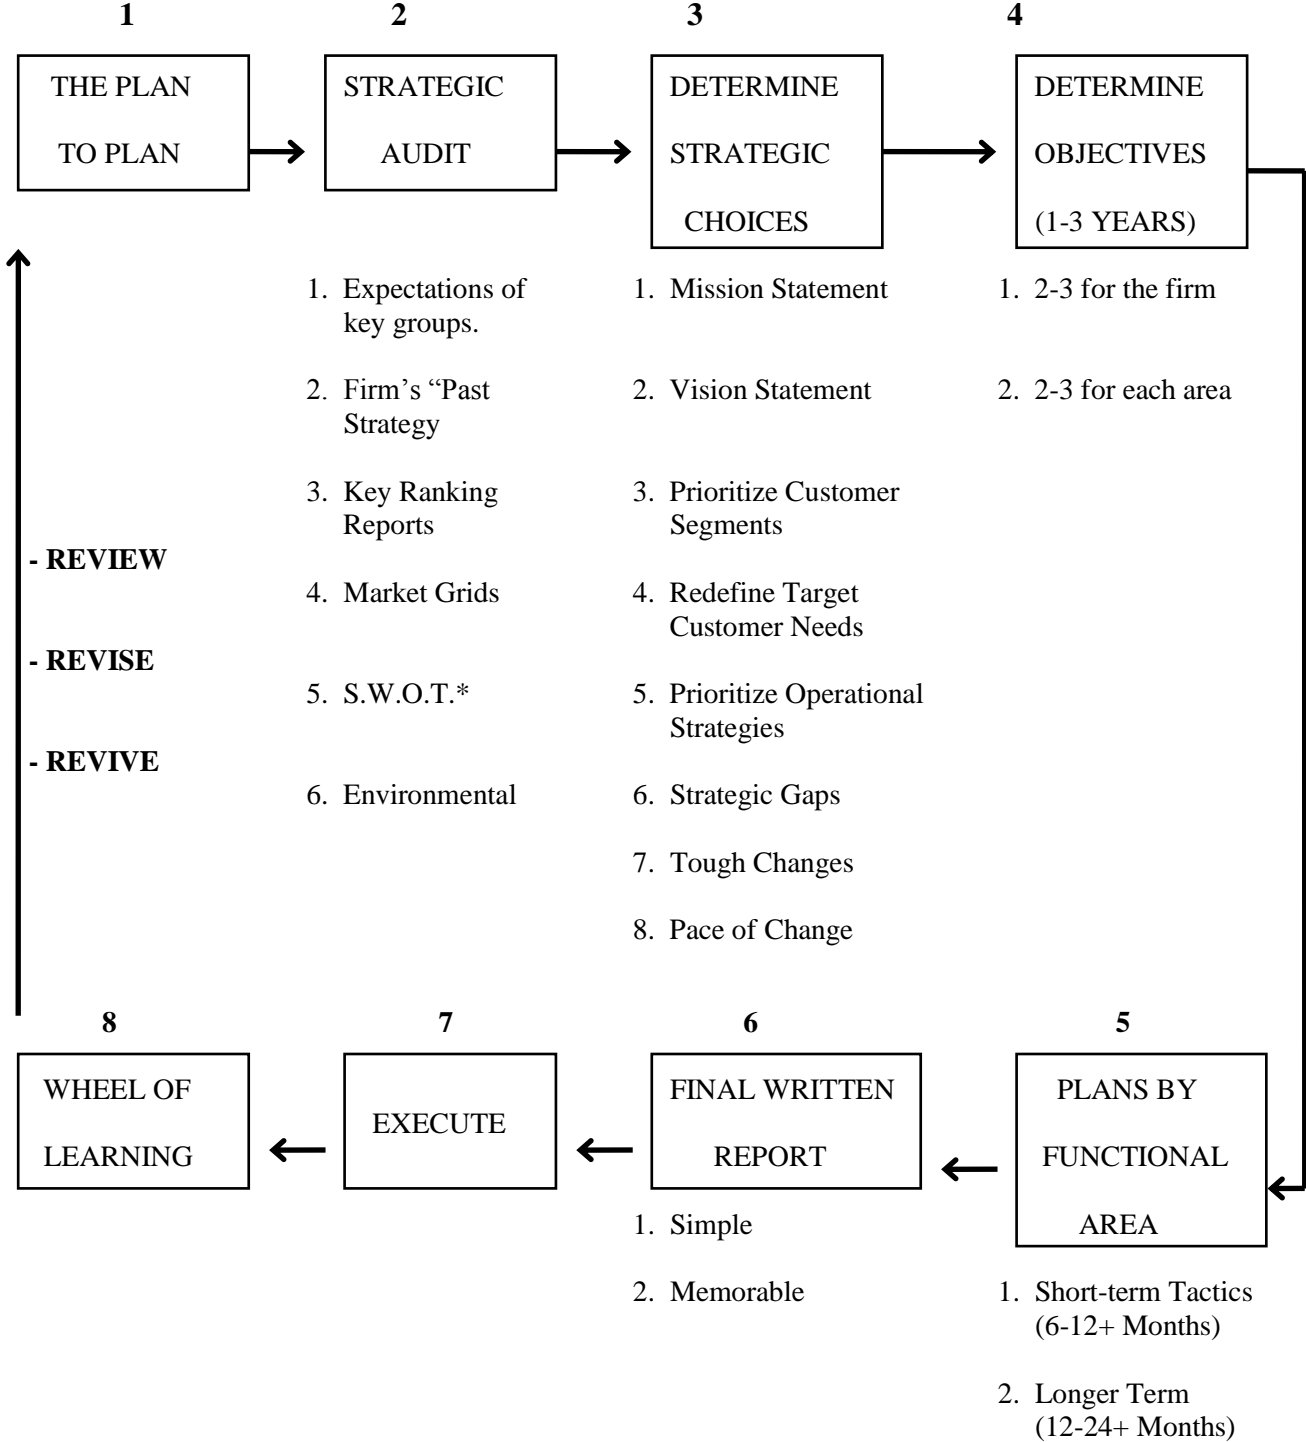 1
2
3
4
THE PLAN
TO PLAN
STRATEGIC
AUDIT
DETERMINE
STRATEGIC
CHOICES
DETERMINE
OBJECTIVES
(1-3 YEARS)
1. Expectations of
key groups.
2. Firm’s “Past
Strategy
3. Key Ranking
Reports
4. Market Grids
5. S.W.O.T.*
6. Environmental
1. Mission Statement
2. Vision Statement
3. Prioritize Customer
Segments
4. Redefine Target
Customer Needs
5. Prioritize Operational
Strategies
6. Strategic Gaps
7. Tough Changes
8. Pace of Change
1. 2-3 for the firm
2. 2-3 for each area
- REVIEW
- REVISE
- REVIVE
8
7
6
5
WHEEL OF
LEARNING
EXECUTE
FINAL WRITTEN
REPORT
PLANS BY
FUNCTIONAL
AREA
1. Simple
2. Memorable
1. Short-term Tactics
(6-12+ Months)
2. Longer Term
(12-24+ Months)